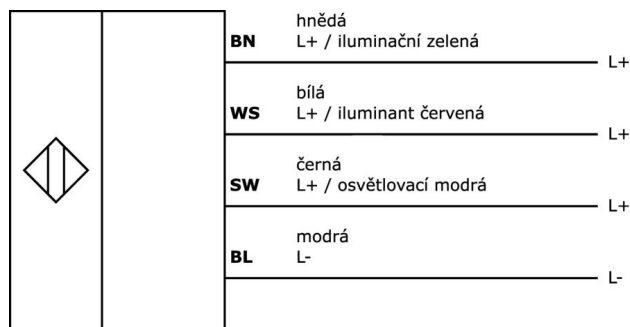 hnědá
BN L+ / iluminační zelená
L+
bílá
WS L+ / iluminant červená
L+
černá
SW L+ / osvětlovací modrá
L+
modrá
BL L-
L-